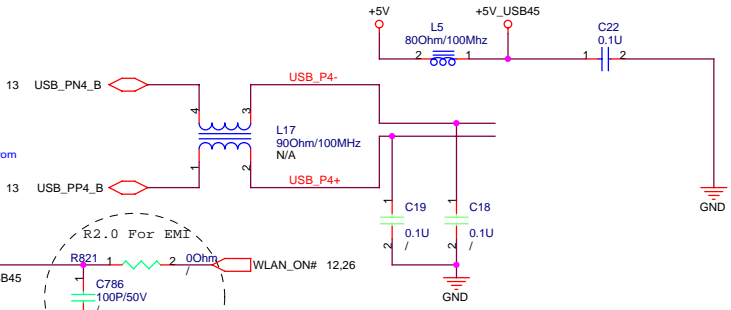 +5V
+5V_USB45
L5
80Ohm/100Mhz
2
1
C22
0.1U
1
2
13 USB_PN4_B
USB_P4-
4
3
L17
90Ohm/100MHz
N/A
rom
1
2
13 USB_PP4_B
USB_P4+
GND
1
C19
0.1U
2
/
1
C18
0.1U
2
/
GND
R2.0 For EMI
R821
1
2
0Ohm
/
WLAN_ON# 12,26
B45
1
C786
100P/50V
/